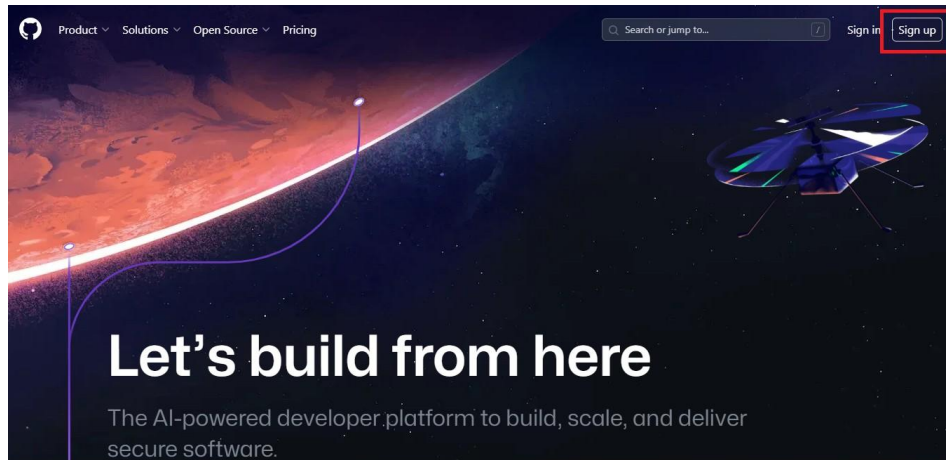 Product Solutions Open Source Pricing Search or jump to... / Sign in Sign up
Let's build from here
The AI-powered developer platform to build, scale, and deliver
secure software.